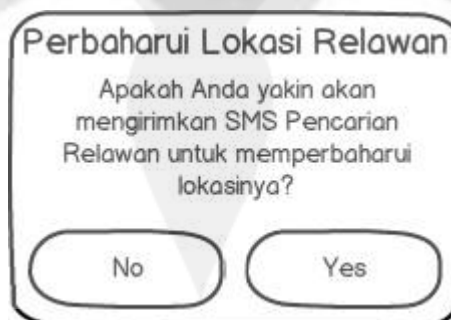 Perbaharui Lokasi Relawan
Apakah Anda yakin akan
mengirimkan SMS Pencarian
Relawan untuk memperbaharui
lokasinya?
No
Yes